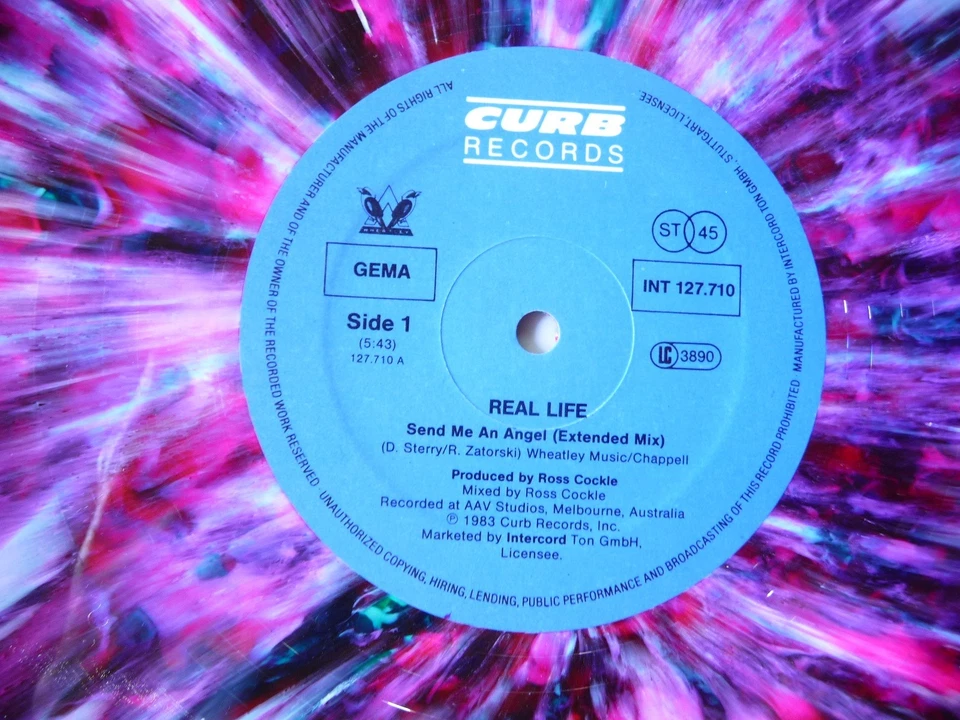 CURB
RECORDS
WHEATLEY
ST 45
GEMA
INT 127.710
Side 1
(5:43)
127.710 A
LC 3890
REAL LIFE
Send Me An Angel (Extended Mix)
(D. Sterry/R. Zatorski) Wheatley Music/Chappell
Produced by Ross Cockle
Mixed by Ross Cockle
Recorded at AAV Studios, Melbourne, Australia
℗ 1983 Curb Records, Inc.
Marketed by Intercord Ton GmbH,
Licensee.
ALL RIGHTS OF THE MANUFACTURER AND OF THE OWNER OF THE RECORDED WORK RESERVED · UNAUTHORIZED COPYING, HIRING, LENDING, PUBLIC PERFORMANCE AND BROADCASTING OF THIS RECORD PROHIBITED MANUFACTURED BY INTERCORD TON GMBH., STUTTGART, LICENSEE